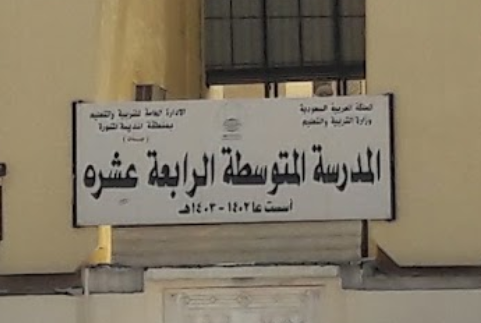 المملكة العربية السعودية
وزارة التربية والتعليم
الادارة العامة للتربية والتعليم
بمنطقة المدينة المنورة
المدرسة المتوسطة الرابعة عشره
أسست عا ١٤٠٢ - ١٤٠٣هـ